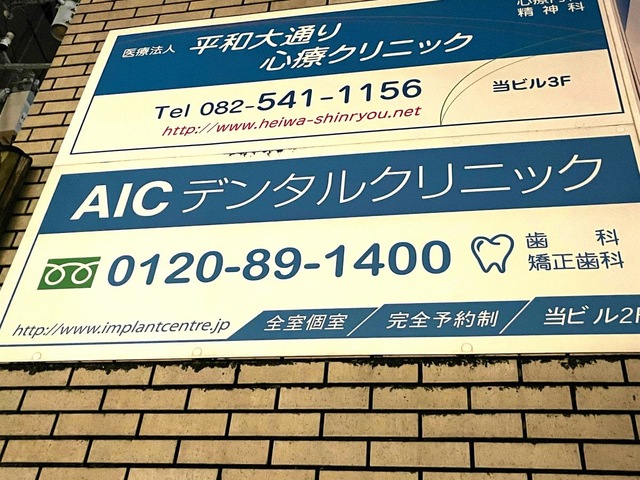 精神科
医療法人 平和大通り
心療クリニック
Tel 082-541-1156
http://www.heiwa-shinryou.net
当ビル3F
AICデンタルクリニック
0120-89-1400
歯 科
矯正歯科
http://www.implantcentre.jp
全室個室
完全予約制
当ビル2F